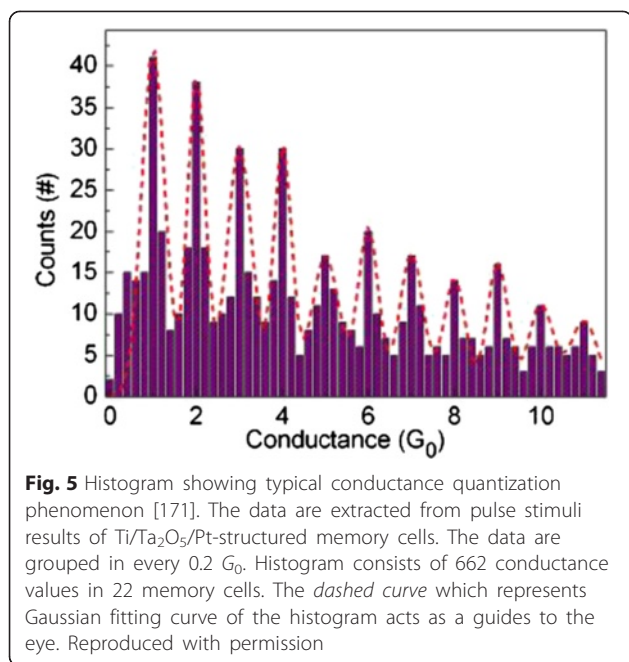 40
35
30
25
20
15
10
5
0
Counts (#)
0 2 4 6 8 10
Conductance (G₀)
Fig. 5 Histogram showing typical conductance quantization
phenomenon [171]. The data are extracted from pulse stimuli
results of Ti/Ta₂O₅/Pt-structured memory cells. The data are
grouped in every 0.2 G₀. Histogram consists of 662 conductance
values in 22 memory cells. The dashed curve which represents
Gaussian fitting curve of the histogram acts as a guides to the
eye. Reproduced with permission